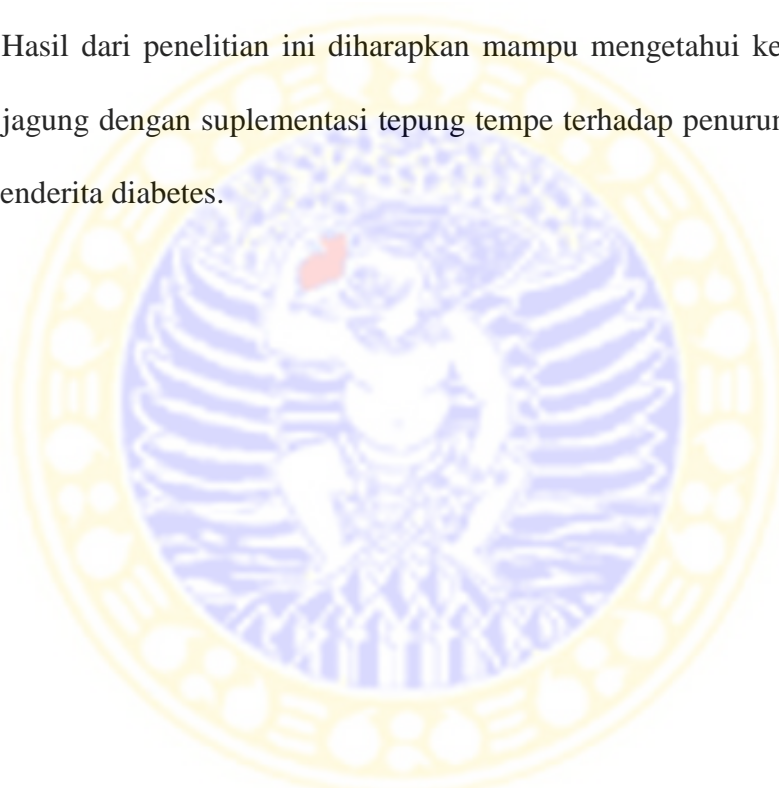 Hasil dari penelitian ini diharapkan mampu mengetahui ke
jagung dengan suplementasi tepung tempe terhadap penurun
enderita diabetes.